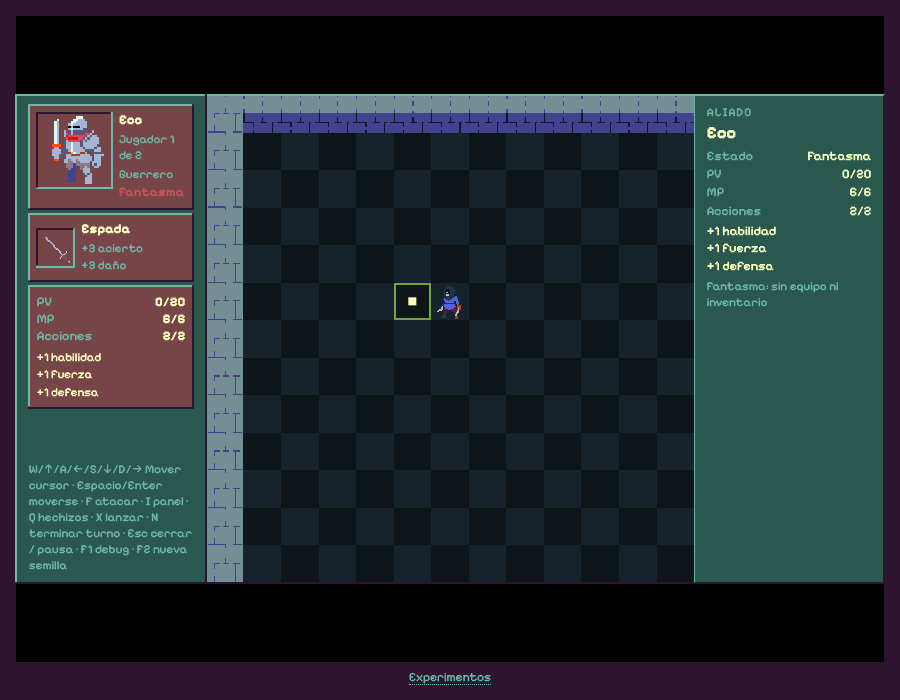 Eoo
Jugador 1
de 2
Guerrero
Fantasma
Espada
+3 acierto
+3 daño
PV 0/20
MP 6/6
Acciones 2/2
+1 habilidad
+1 fuerza
+1 defensa
W/↑/A/←/S/↓/D/→ Mover
cursor · Espacio/Enter
moverse · F atacar · I panel ·
Q hechizos · X lanzar · N
terminar turno · Esc cerrar
/ pausa · F1 debug · F2 nueva
semilla
ALIADO
Eoo
Estado Fantasma
PV 0/20
MP 6/6
Acciones 2/2
+1 habilidad
+1 fuerza
+1 defensa
Fantasma: sin equipo ni
inventario
Experimentos